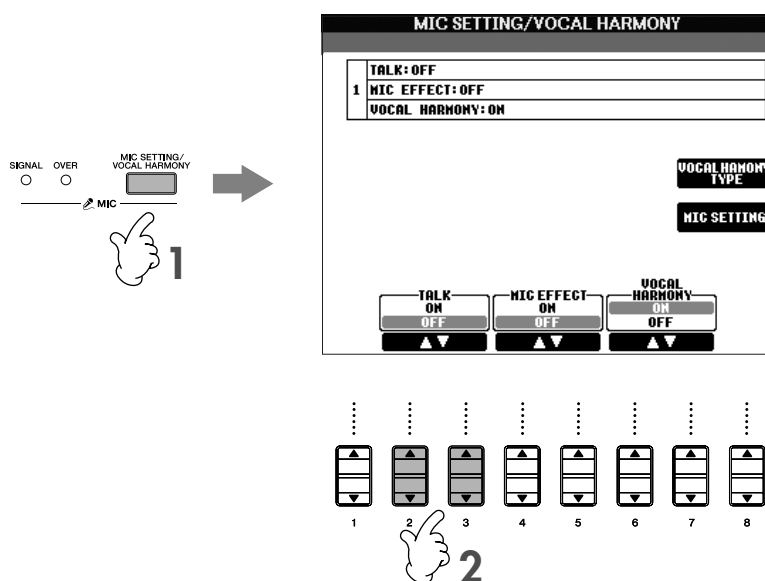 MIC SETTING/VOCAL HARMONY
TALK:OFF
1 MIC EFFECT:OFF
VOCAL HARMONY:ON
SIGNAL OVER MIC SETTING/
VOCAL HARMONY
MIC
1
VOCAL HAMONY
TYPE
MIC SETTING
TALK
ON
OFF
MIC EFFECT
ON
OFF
VOCAL
HARMONY
ON
OFF
1 2 3 4 5 6 7 8
2